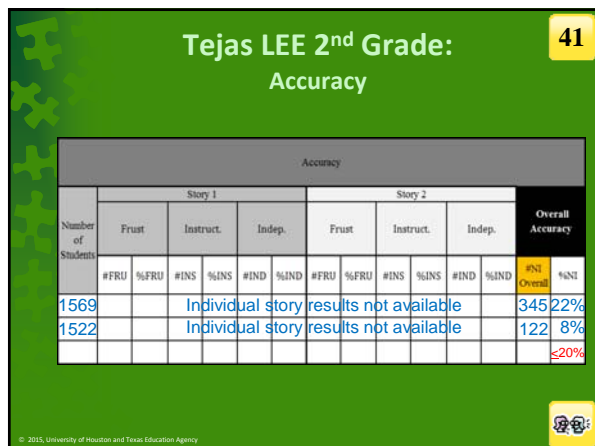 Tejas LEE 2nd Grade:
41
Accuracy
Accuracy
Number of Students
Story 1
Story 2
Overall Accuracy
Frust
Instruct.
Indep.
Frust
Instruct.
Indep.
#FRU %FRU #INS %INS #IND %IND #FRU %FRU #INS %INS #IND %IND #NI Overall %NI
1569 Individual story results not available 345 22%
1522 Individual story results not available 122 8%
≤20%
© 2015, University of Houston and Texas Education Agency